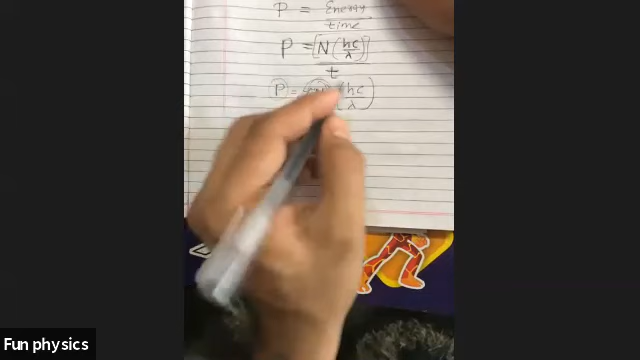 P = Energy/time
P = [N(hc/λ)]/t
P = (hc/λ)
Fun physics